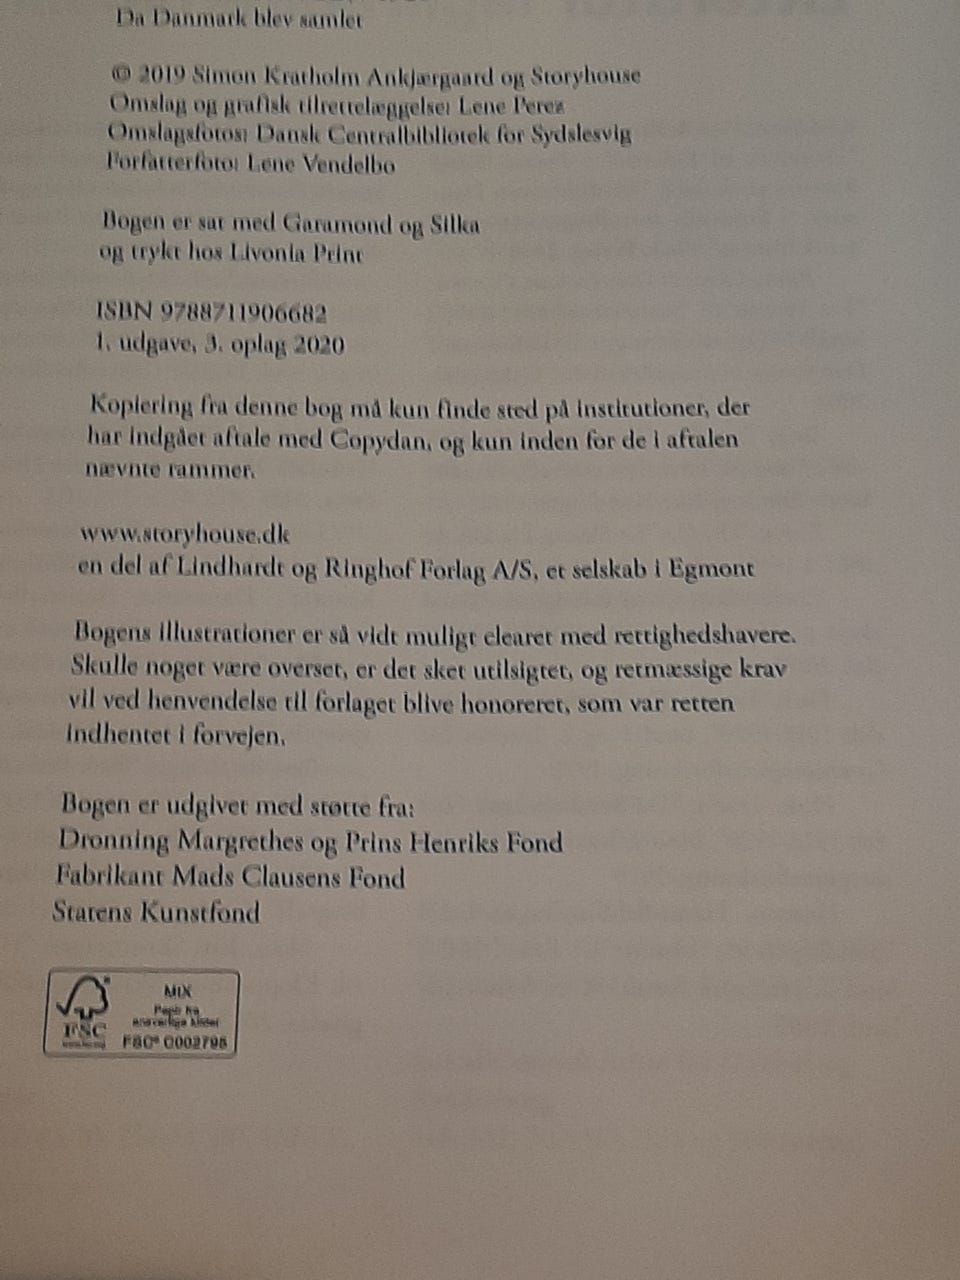 Da Danmark blev samlet
© 2019 Simon Kratholm Ankjærgaard og Storyhouse
Omslag og grafisk tilrettelæggelse: Lene Perez
Omslagsfotos: Dansk Centralbibliotek for Sydslesvig
Forfatterfoto: Lene Vendelbo
Bogen er sat med Garamond og Silka
og trykt hos Livonia Print
ISBN 9788711906682
1. udgave, 3. oplag 2020
Kopiering fra denne bog må kun finde sted på institutioner, der
har indgået aftale med Copydan, og kun inden for de i aftalen
nævnte rammer.
www.storyhouse.dk
en del af Lindhardt og Ringhof Forlag A/S, et selskab i Egmont
Bogens illustrationer er så vidt muligt clearet med rettighedshavere.
Skulle noget være overset, er det sket utilsigtet, og retmæssige krav
vil ved henvendelse til forlaget blive honoreret, som var retten
indhentet i forvejen.
Bogen er udgivet med støtte fra:
Dronning Margrethes og Prins Henriks Fond
Fabrikant Mads Clausens Fond
Statens Kunstfond
FSC
MIX
Papir fra
ansvarlige kilder
FSC® C002795